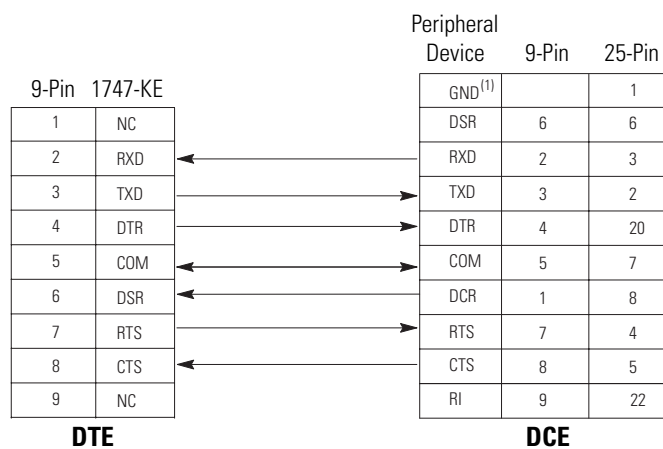 Peripheral
Device 9-Pin 25-Pin
9-Pin 1747-KE
GND(1) 1
1 NC DSR 6 6
2 RXD RXD 2 3
3 TXD TXD 3 2
4 DTR DTR 4 20
5 COM COM 5 7
6 DSR DCR 1 8
7 RTS RTS 7 4
8 CTS CTS 8 5
9 NC RI 9 22
DTE DCE